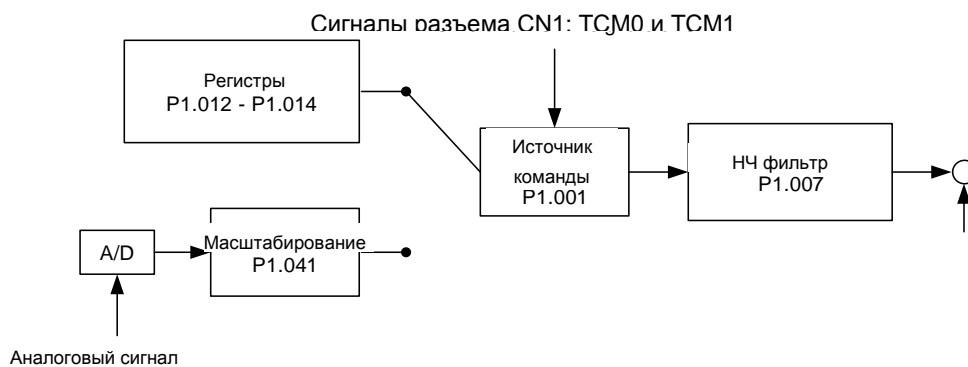 Сигналы разъема CN1: TCM0 и TCM1
Регистры
P1.012 - P1.014
Источник
команды
P1.001
НЧ фильтр
P1.007
A/D
Масштабирование
P1.041
Аналоговый сигнал